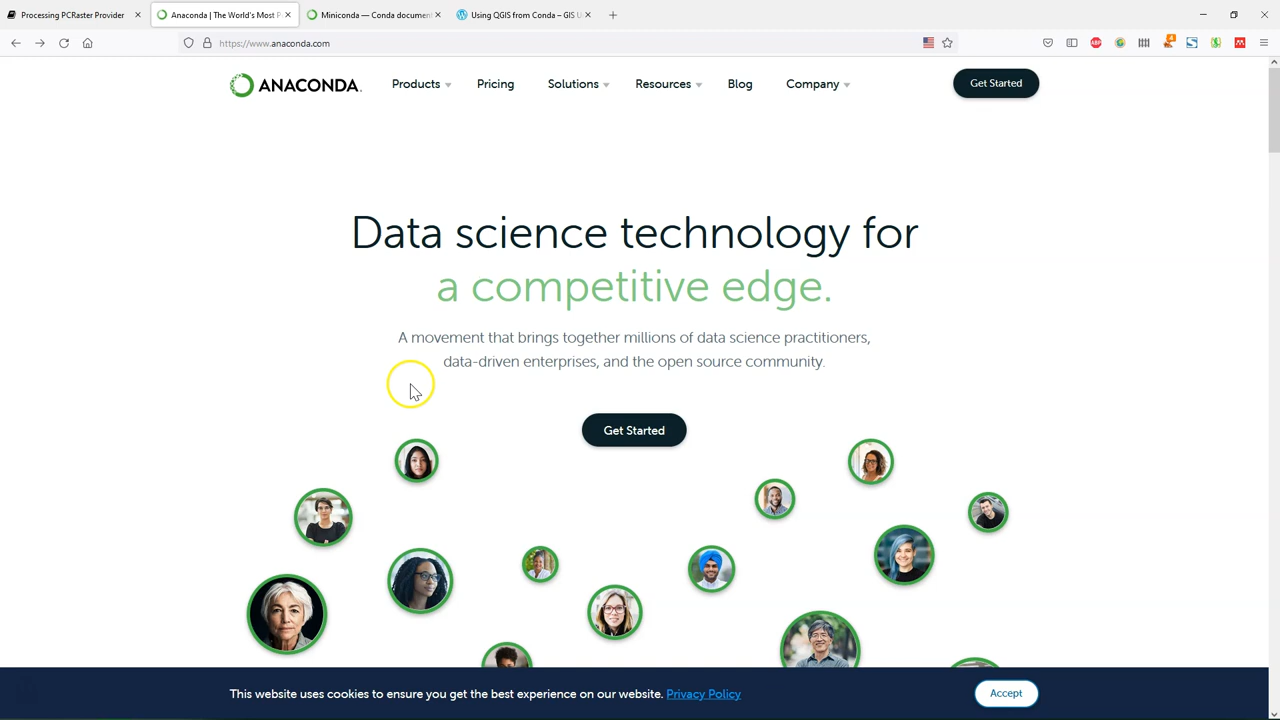 Processing PCRaster Provider
Anaconda | The World's Most P
Miniconda — Conda document
Using QGIS from Conda – GIS U
https://www.anaconda.com
ANACONDA.
Products
Pricing
Solutions
Resources
Blog
Company
Get Started
Data science technology for
a competitive edge.
A movement that brings together millions of data science practitioners,
data-driven enterprises, and the open source community.
Get Started
This website uses cookies to ensure you get the best experience on our website. Privacy Policy
Accept